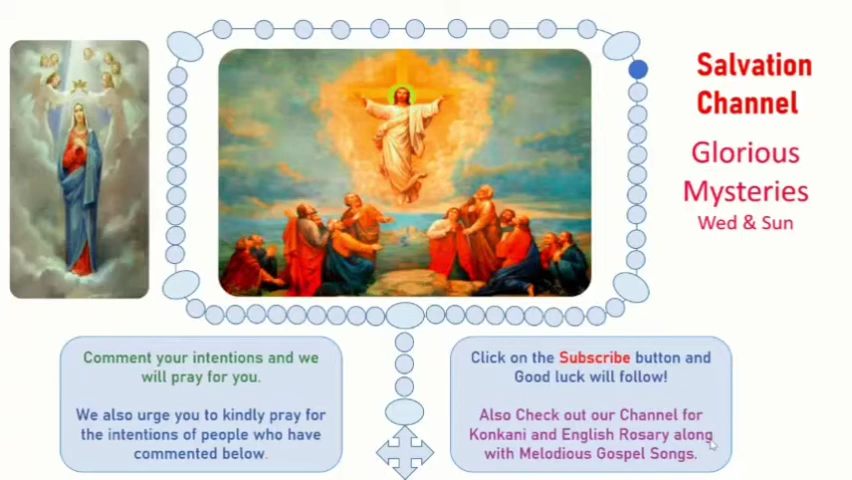 Salvation
Channel
Glorious
Mysteries
Wed & Sun
Comment your intentions and we
will pray for you.
We also urge you to kindly pray for
the intentions of people who have
commented below.
Click on the Subscribe button and
Good luck will follow!
Also Check out our Channel for
Konkani and English Rosary along
with Melodious Gospel Songs.